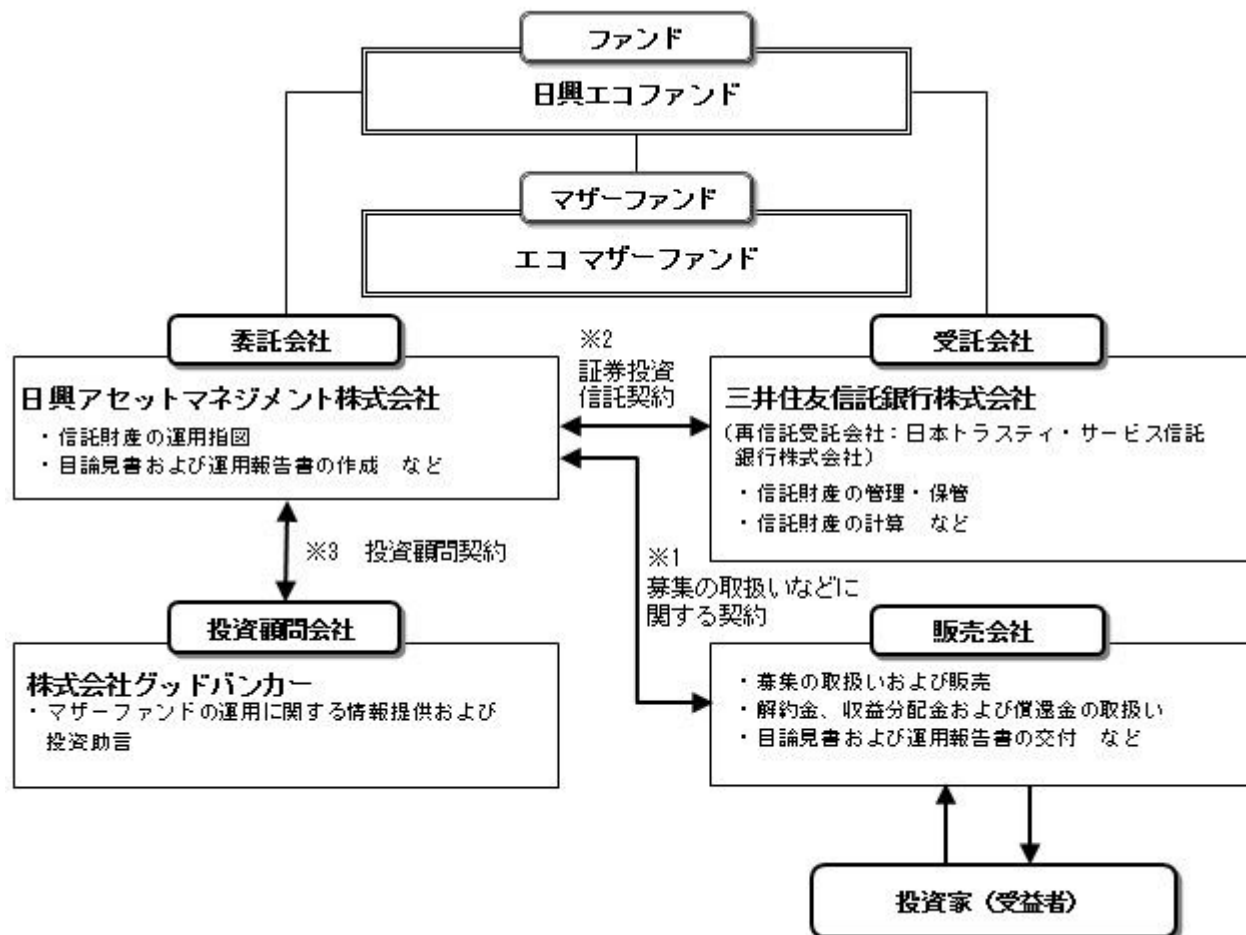 ファンド
日興エコファンド
マザーファンド
エコ マザーファンド
委託会社
日興アセットマネジメント株式会社
・信託財産の運用指図
・目論見書および運用報告書の作成 など
※2
証券投資
信託契約
受託会社
三井住友信託銀行株式会社
（再信託受託会社：日本トラスティ・サービス信託
銀行株式会社）
・信託財産の管理・保管
・信託財産の計算 など
※3 投資顧問契約
※1
募集の取扱いなどに
関する契約
投資顧問会社
株式会社グッドバンカー
・マザーファンドの運用に関する情報提供および
投資助言
販売会社
・募集の取扱いおよび販売
・解約金、収益分配金および償還金の取扱い
・目論見書および運用報告書の交付 など
投資家（受益者）